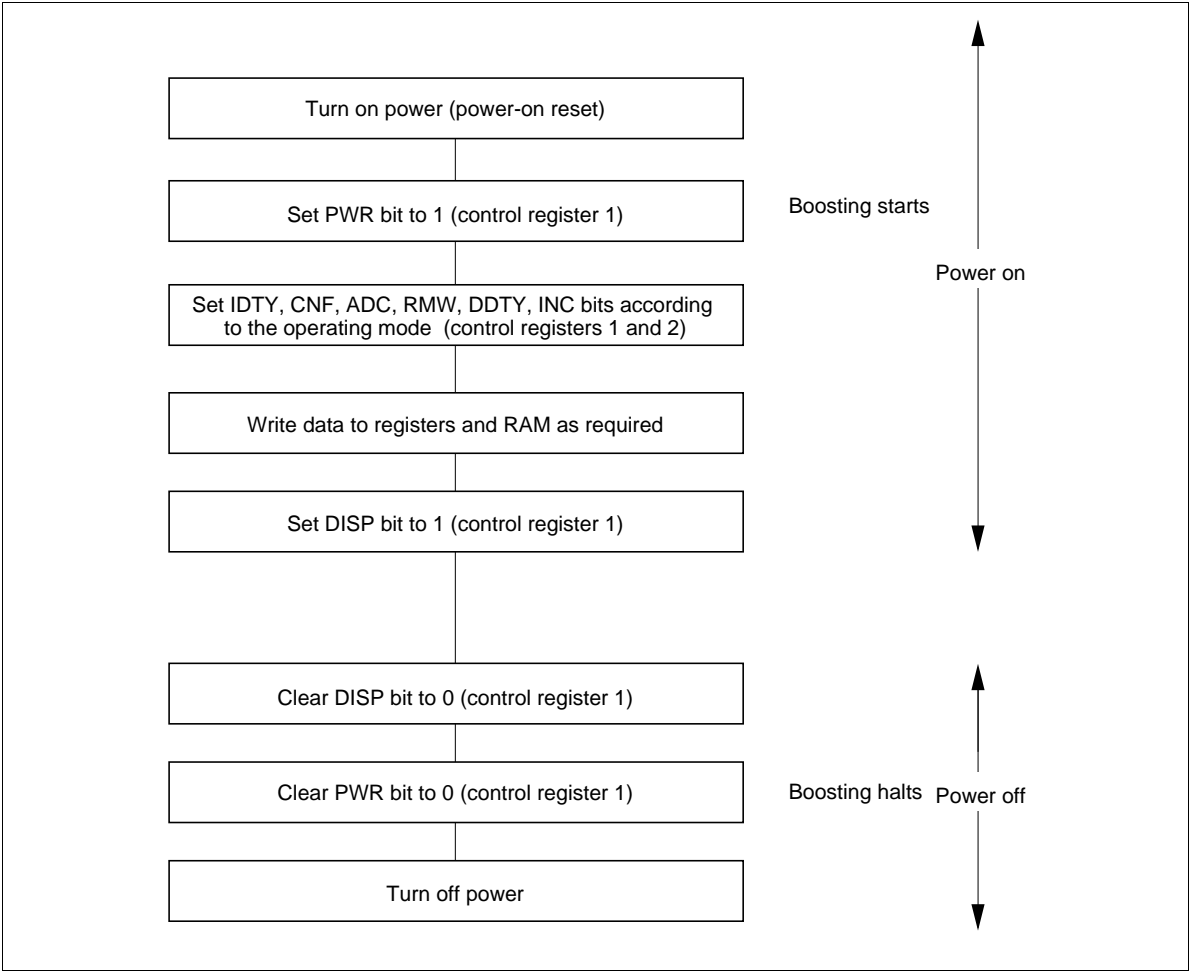 Turn on power (power-on reset)
Set PWR bit to 1 (control register 1)
Boosting starts
Power on
Set IDTY, CNF, ADC, RMW, DDTY, INC bits according
to the operating mode (control registers 1 and 2)
Write data to registers and RAM as required
Set DISP bit to 1 (control register 1)
Clear DISP bit to 0 (control register 1)
Clear PWR bit to 0 (control register 1)
Boosting halts
Power off
Turn off power